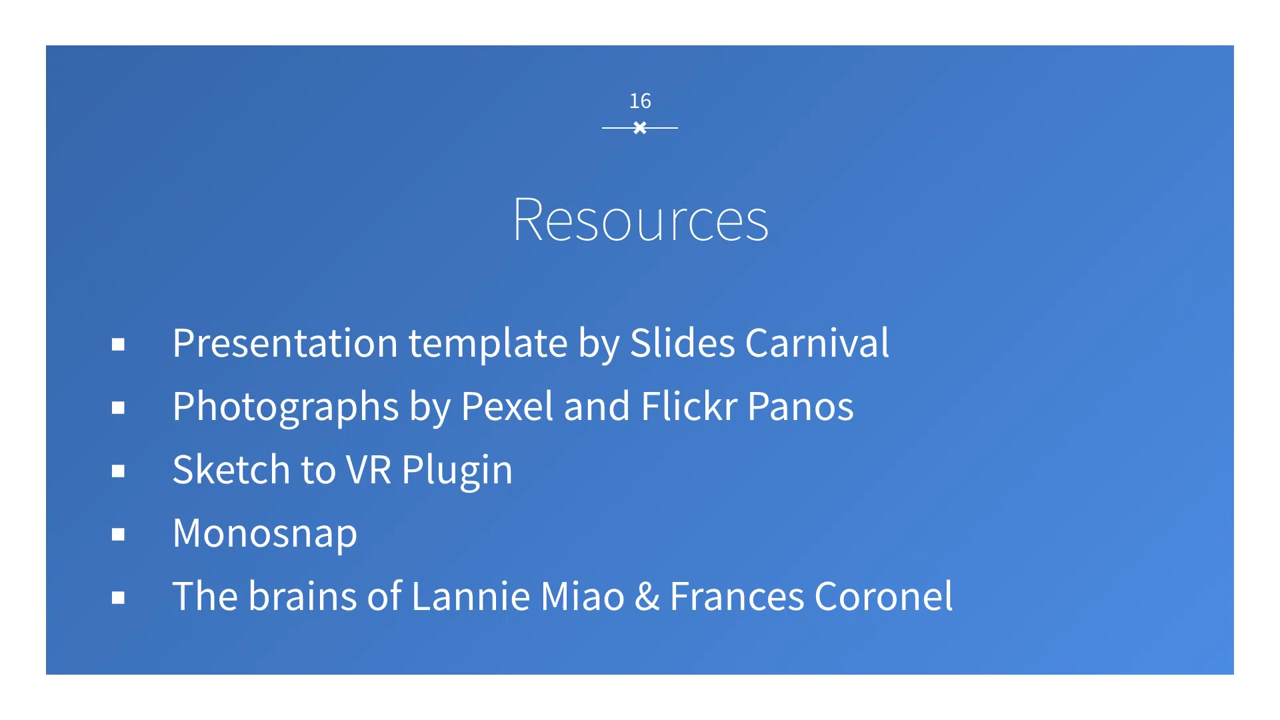 16
Resources
Presentation template by Slides Carnival
Photographs by Pexel and Flickr Panos
Sketch to VR Plugin
Monosnap
The brains of Lannie Miao & Frances Coronel